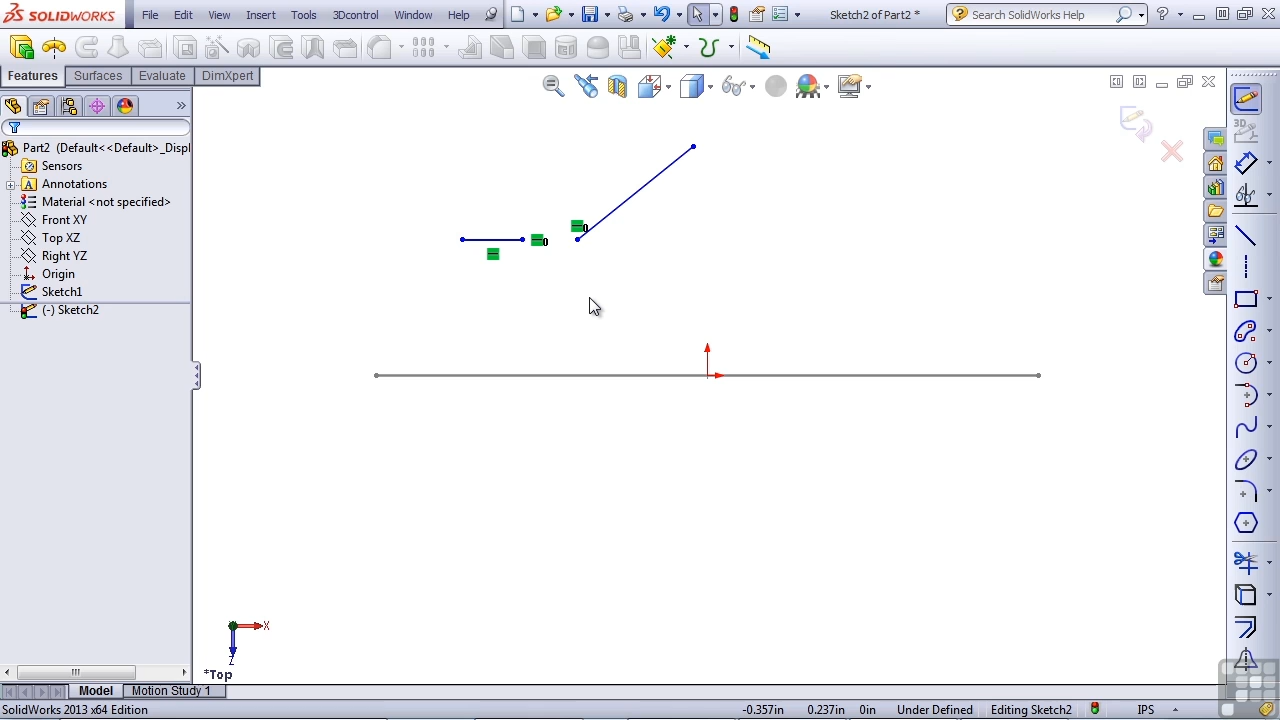 SOLIDWORKS File Edit View Insert Tools 3Dcontrol Window Help Sketch2 of Part2 * Search SolidWorks Help
Features Surfaces Evaluate DimXpert
Part2 (Default<<Default>_Displ
Sensors
Annotations
Material <not specified>
Front XY
Top XZ
Right YZ
Origin
Sketch1
(-) Sketch2
0
0
3D
X
Z
*Top
Model Motion Study 1
SolidWorks 2013 x64 Edition -0.357in 0.237in 0in Under Defined Editing Sketch2 IPS